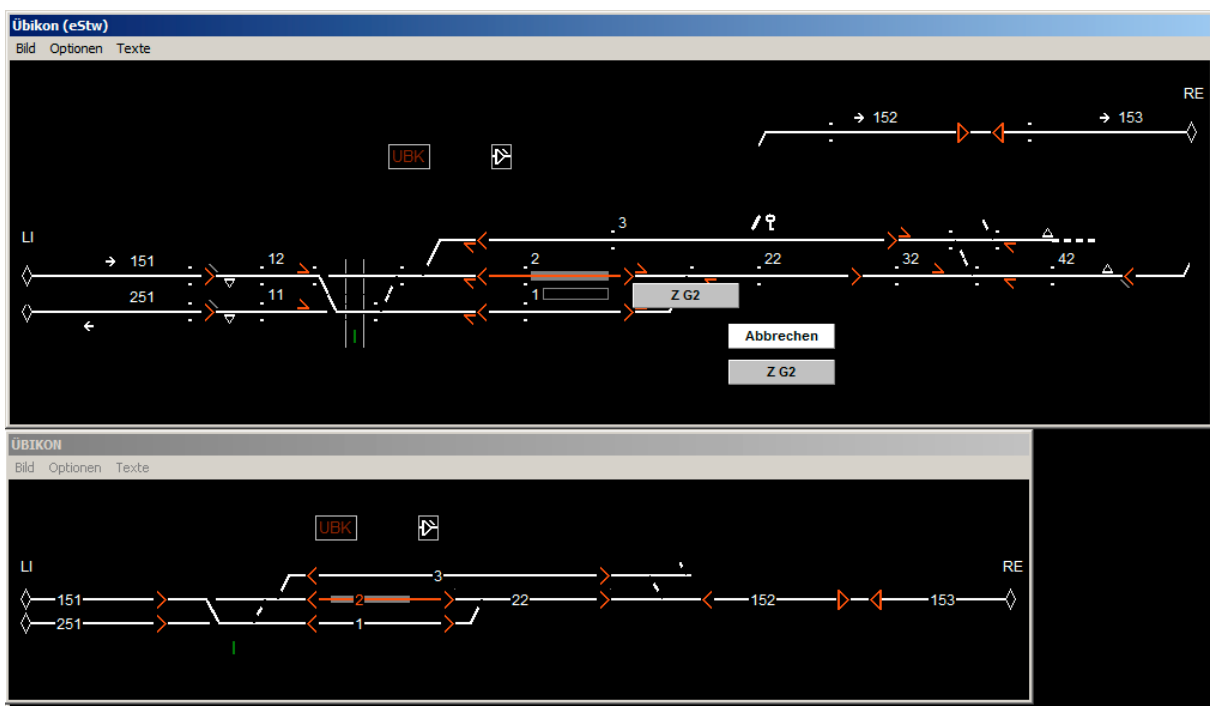 Übikon (eStw)
Bild Optionen Texte
RE
152 153
UBK
3
LI
151 12 2 22 32 42
251 11 1 Z G2
Abbrechen
Z G2
ÜBIKON
Bild Optionen Texte
UBK
LI RE
3
151 2 22 152 153
251 1